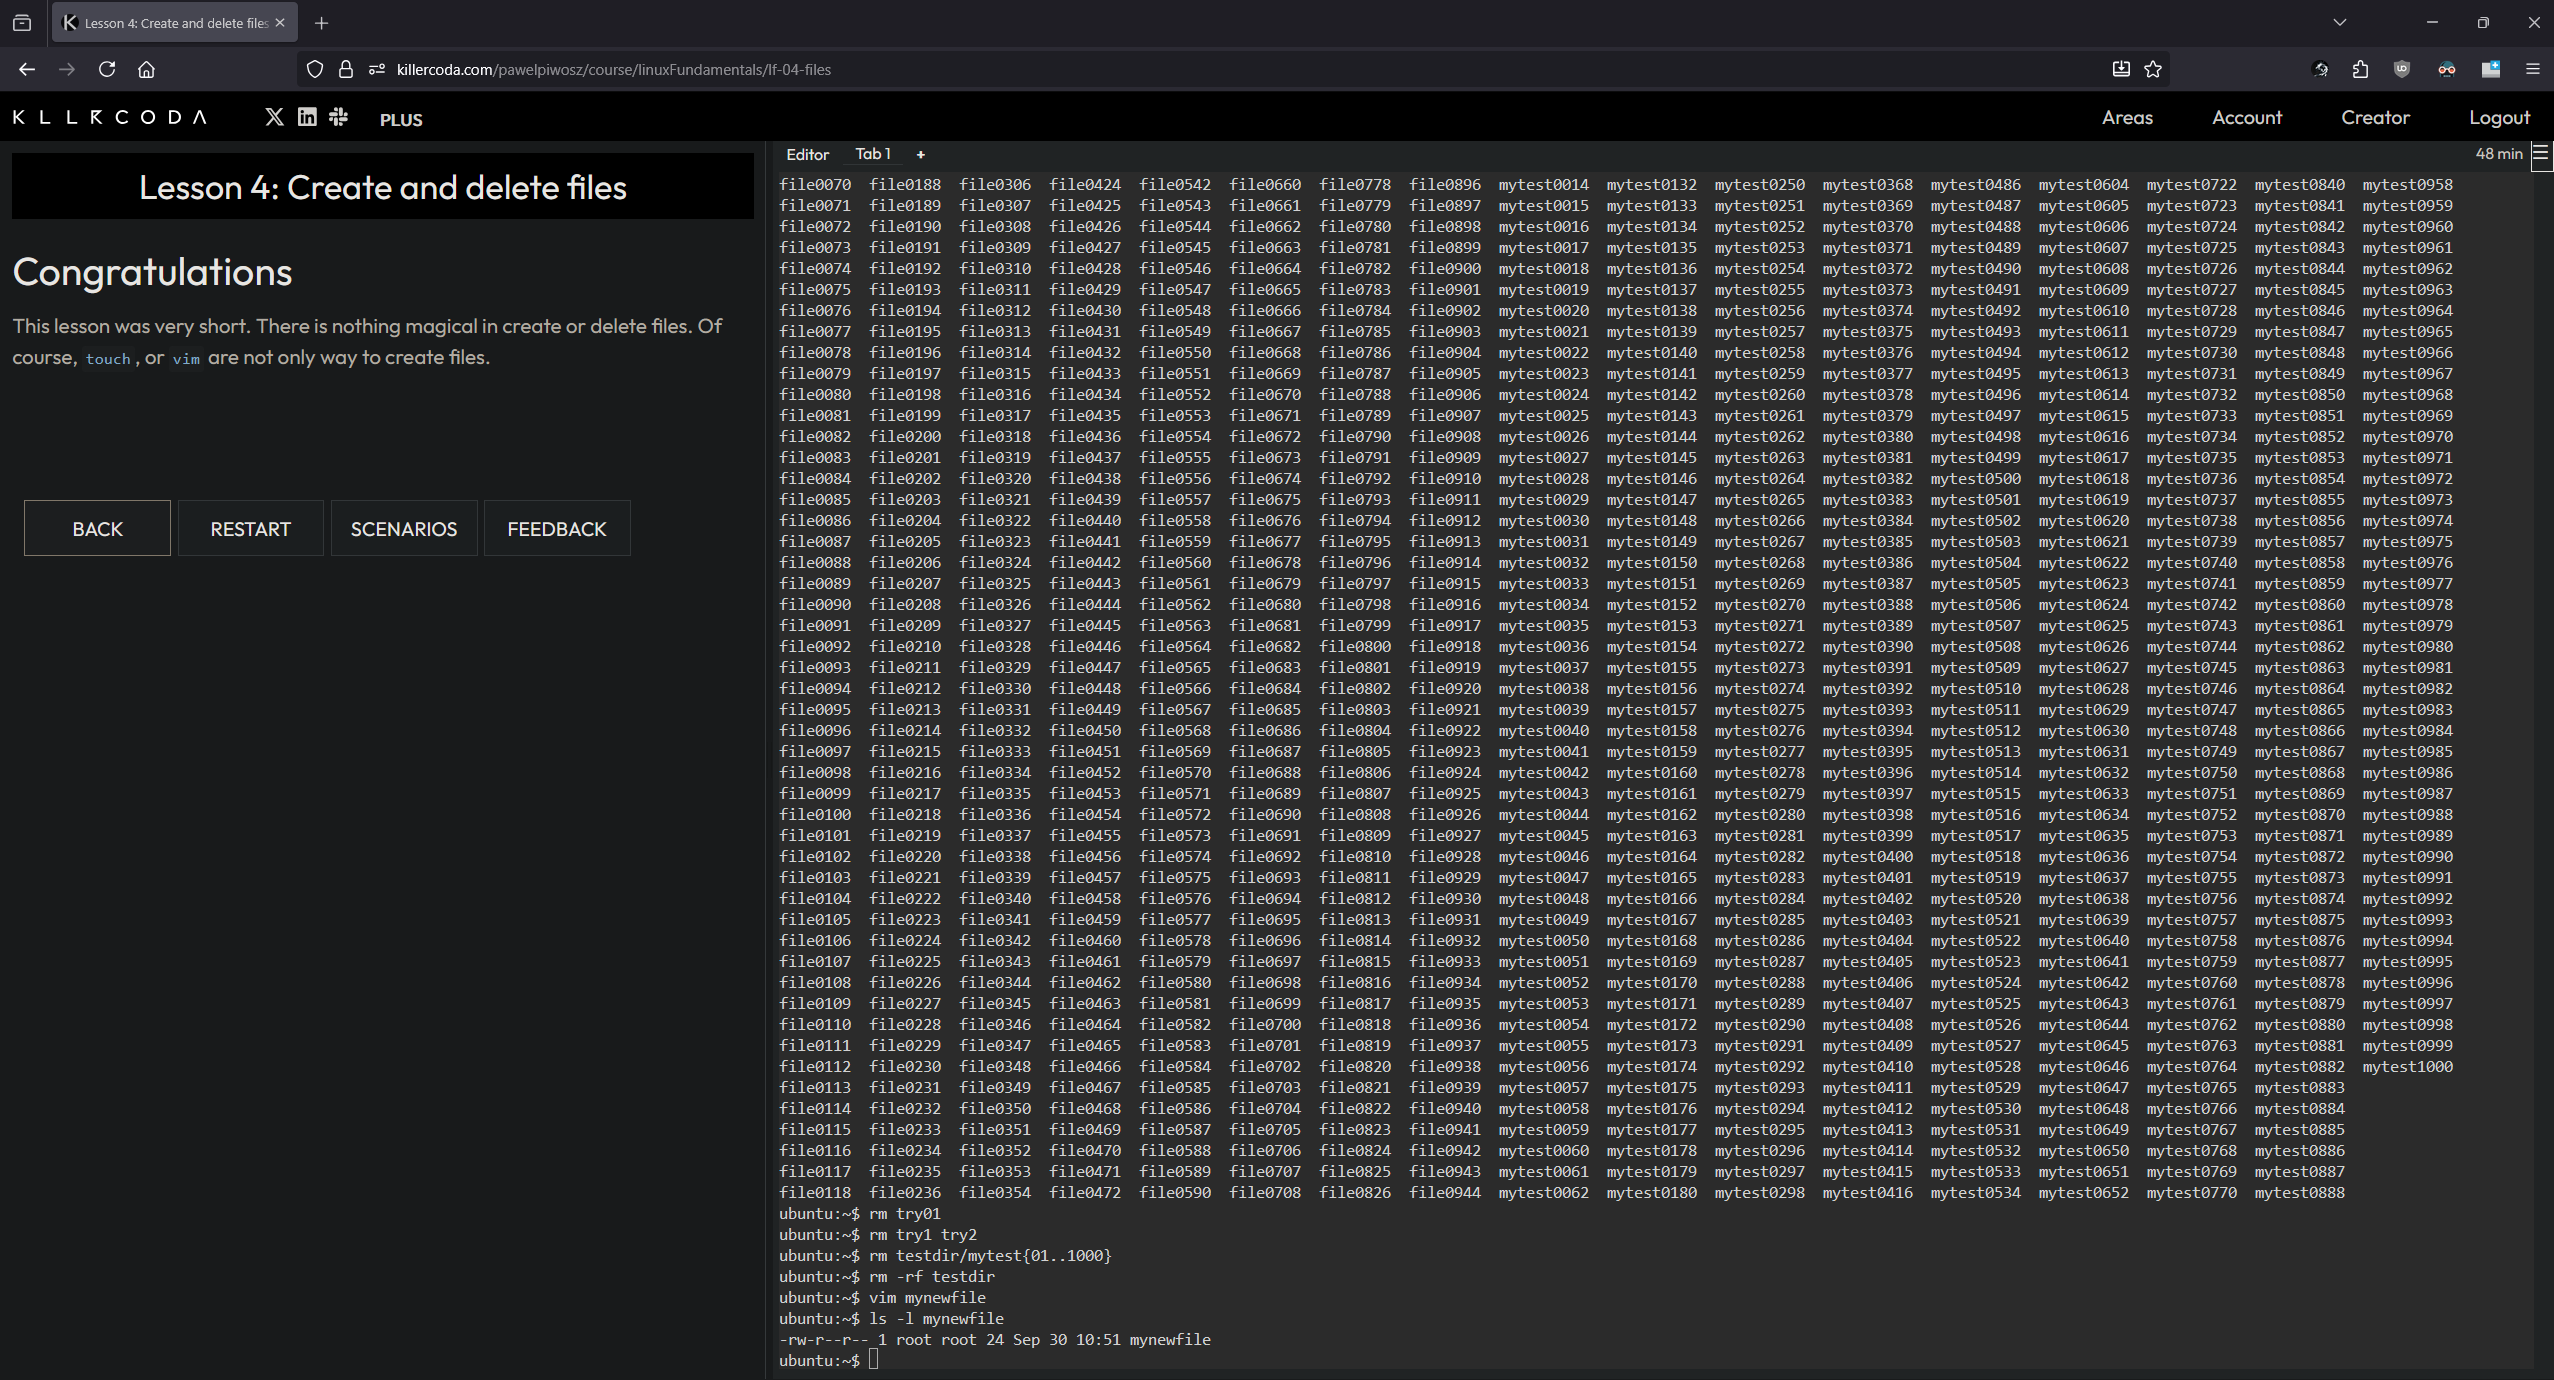 Lesson 4: Create and delete files
killercoda.com/pawelpiwosz/course/linuxFundamentals/lf-04-files
KLLRCODA PLUS Areas Account Creator Logout
Lesson 4: Create and delete files
Congratulations
This lesson was very short. There is nothing magical in create or delete files. Of
course, touch, or vim are not only way to create files.
BACK RESTART SCENARIOS FEEDBACK
Editor Tab 1 + 48 min
file0070 file0188 file0306 file0424 file0542 file0660 file0778 file0896 mytest0014 mytest0132 mytest0250 mytest0368 mytest0486 mytest0604 mytest0722 mytest0840 mytest0958
file0071 file0189 file0307 file0425 file0543 file0661 file0779 file0897 mytest0015 mytest0133 mytest0251 mytest0369 mytest0487 mytest0605 mytest0723 mytest0841 mytest0959
file0072 file0190 file0308 file0426 file0544 file0662 file0780 file0898 mytest0016 mytest0134 mytest0252 mytest0370 mytest0488 mytest0606 mytest0724 mytest0842 mytest0960
file0073 file0191 file0309 file0427 file0545 file0663 file0781 file0899 mytest0017 mytest0135 mytest0253 mytest0371 mytest0489 mytest0607 mytest0725 mytest0843 mytest0961
file0074 file0192 file0310 file0428 file0546 file0664 file0782 file0900 mytest0018 mytest0136 mytest0254 mytest0372 mytest0490 mytest0608 mytest0726 mytest0844 mytest0962
file0075 file0193 file0311 file0429 file0547 file0665 file0783 file0901 mytest0019 mytest0137 mytest0255 mytest0373 mytest0491 mytest0609 mytest0727 mytest0845 mytest0963
file0076 file0194 file0312 file0430 file0548 file0666 file0784 file0902 mytest0020 mytest0138 mytest0256 mytest0374 mytest0492 mytest0610 mytest0728 mytest0846 mytest0964
file0077 file0195 file0313 file0431 file0549 file0667 file0785 file0903 mytest0021 mytest0139 mytest0257 mytest0375 mytest0493 mytest0611 mytest0729 mytest0847 mytest0965
file0078 file0196 file0314 file0432 file0550 file0668 file0786 file0904 mytest0022 mytest0140 mytest0258 mytest0376 mytest0494 mytest0612 mytest0730 mytest0848 mytest0966
file0079 file0197 file0315 file0433 file0551 file0669 file0787 file0905 mytest0023 mytest0141 mytest0259 mytest0377 mytest0495 mytest0613 mytest0731 mytest0849 mytest0967
file0080 file0198 file0316 file0434 file0552 file0670 file0788 file0906 mytest0024 mytest0142 mytest0260 mytest0378 mytest0496 mytest0614 mytest0732 mytest0850 mytest0968
file0081 file0199 file0317 file0435 file0553 file0671 file0789 file0907 mytest0025 mytest0143 mytest0261 mytest0379 mytest0497 mytest0615 mytest0733 mytest0851 mytest0969
file0082 file0200 file0318 file0436 file0554 file0672 file0790 file0908 mytest0026 mytest0144 mytest0262 mytest0380 mytest0498 mytest0616 mytest0734 mytest0852 mytest0970
file0083 file0201 file0319 file0437 file0555 file0673 file0791 file0909 mytest0027 mytest0145 mytest0263 mytest0381 mytest0499 mytest0617 mytest0735 mytest0853 mytest0971
file0084 file0202 file0320 file0438 file0556 file0674 file0792 file0910 mytest0028 mytest0146 mytest0264 mytest0382 mytest0500 mytest0618 mytest0736 mytest0854 mytest0972
file0085 file0203 file0321 file0439 file0557 file0675 file0793 file0911 mytest0029 mytest0147 mytest0265 mytest0383 mytest0501 mytest0619 mytest0737 mytest0855 mytest0973
file0086 file0204 file0322 file0440 file0558 file0676 file0794 file0912 mytest0030 mytest0148 mytest0266 mytest0384 mytest0502 mytest0620 mytest0738 mytest0856 mytest0974
file0087 file0205 file0323 file0441 file0559 file0677 file0795 file0913 mytest0031 mytest0149 mytest0267 mytest0385 mytest0503 mytest0621 mytest0739 mytest0857 mytest0975
file0088 file0206 file0324 file0442 file0560 file0678 file0796 file0914 mytest0032 mytest0150 mytest0268 mytest0386 mytest0504 mytest0622 mytest0740 mytest0858 mytest0976
file0089 file0207 file0325 file0443 file0561 file0679 file0797 file0915 mytest0033 mytest0151 mytest0269 mytest0387 mytest0505 mytest0623 mytest0741 mytest0859 mytest0977
file0090 file0208 file0326 file0444 file0562 file0680 file0798 file0916 mytest0034 mytest0152 mytest0270 mytest0388 mytest0506 mytest0624 mytest0742 mytest0860 mytest0978
file0091 file0209 file0327 file0445 file0563 file0681 file0799 file0917 mytest0035 mytest0153 mytest0271 mytest0389 mytest0507 mytest0625 mytest0743 mytest0861 mytest0979
file0092 file0210 file0328 file0446 file0564 file0682 file0800 file0918 mytest0036 mytest0154 mytest0272 mytest0390 mytest0508 mytest0626 mytest0744 mytest0862 mytest0980
file0093 file0211 file0329 file0447 file0565 file0683 file0801 file0919 mytest0037 mytest0155 mytest0273 mytest0391 mytest0509 mytest0627 mytest0745 mytest0863 mytest0981
file0094 file0212 file0330 file0448 file0566 file0684 file0802 file0920 mytest0038 mytest0156 mytest0274 mytest0392 mytest0510 mytest0628 mytest0746 mytest0864 mytest0982
file0095 file0213 file0331 file0449 file0567 file0685 file0803 file0921 mytest0039 mytest0157 mytest0275 mytest0393 mytest0511 mytest0629 mytest0747 mytest0865 mytest0983
file0096 file0214 file0332 file0450 file0568 file0686 file0804 file0922 mytest0040 mytest0158 mytest0276 mytest0394 mytest0512 mytest0630 mytest0748 mytest0866 mytest0984
file0097 file0215 file0333 file0451 file0569 file0687 file0805 file0923 mytest0041 mytest0159 mytest0277 mytest0395 mytest0513 mytest0631 mytest0749 mytest0867 mytest0985
file0098 file0216 file0334 file0452 file0570 file0688 file0806 file0924 mytest0042 mytest0160 mytest0278 mytest0396 mytest0514 mytest0632 mytest0750 mytest0868 mytest0986
file0099 file0217 file0335 file0453 file0571 file0689 file0807 file0925 mytest0043 mytest0161 mytest0279 mytest0397 mytest0515 mytest0633 mytest0751 mytest0869 mytest0987
file0100 file0218 file0336 file0454 file0572 file0690 file0808 file0926 mytest0044 mytest0162 mytest0280 mytest0398 mytest0516 mytest0634 mytest0752 mytest0870 mytest0988
file0101 file0219 file0337 file0455 file0573 file0691 file0809 file0927 mytest0045 mytest0163 mytest0281 mytest0399 mytest0517 mytest0635 mytest0753 mytest0871 mytest0989
file0102 file0220 file0338 file0456 file0574 file0692 file0810 file0928 mytest0046 mytest0164 mytest0282 mytest0400 mytest0518 mytest0636 mytest0754 mytest0872 mytest0990
file0103 file0221 file0339 file0457 file0575 file0693 file0811 file0929 mytest0047 mytest0165 mytest0283 mytest0401 mytest0519 mytest0637 mytest0755 mytest0873 mytest0991
file0104 file0222 file0340 file0458 file0576 file0694 file0812 file0930 mytest0048 mytest0166 mytest0284 mytest0402 mytest0520 mytest0638 mytest0756 mytest0874 mytest0992
file0105 file0223 file0341 file0459 file0577 file0695 file0813 file0931 mytest0049 mytest0167 mytest0285 mytest0403 mytest0521 mytest0639 mytest0757 mytest0875 mytest0993
file0106 file0224 file0342 file0460 file0578 file0696 file0814 file0932 mytest0050 mytest0168 mytest0286 mytest0404 mytest0522 mytest0640 mytest0758 mytest0876 mytest0994
file0107 file0225 file0343 file0461 file0579 file0697 file0815 file0933 mytest0051 mytest0169 mytest0287 mytest0405 mytest0523 mytest0641 mytest0759 mytest0877 mytest0995
file0108 file0226 file0344 file0462 file0580 file0698 file0816 file0934 mytest0052 mytest0170 mytest0288 mytest0406 mytest0524 mytest0642 mytest0760 mytest0878 mytest0996
file0109 file0227 file0345 file0463 file0581 file0699 file0817 file0935 mytest0053 mytest0171 mytest0289 mytest0407 mytest0525 mytest0643 mytest0761 mytest0879 mytest0997
file0110 file0228 file0346 file0464 file0582 file0700 file0818 file0936 mytest0054 mytest0172 mytest0290 mytest0408 mytest0526 mytest0644 mytest0762 mytest0880 mytest0998
file0111 file0229 file0347 file0465 file0583 file0701 file0819 file0937 mytest0055 mytest0173 mytest0291 mytest0409 mytest0527 mytest0645 mytest0763 mytest0881 mytest0999
file0112 file0230 file0348 file0466 file0584 file0702 file0820 file0938 mytest0056 mytest0174 mytest0292 mytest0410 mytest0528 mytest0646 mytest0764 mytest0882 mytest1000
file0113 file0231 file0349 file0467 file0585 file0703 file0821 file0939 mytest0057 mytest0175 mytest0293 mytest0411 mytest0529 mytest0647 mytest0765 mytest0883
file0114 file0232 file0350 file0468 file0586 file0704 file0822 file0940 mytest0058 mytest0176 mytest0294 mytest0412 mytest0530 mytest0648 mytest0766 mytest0884
file0115 file0233 file0351 file0469 file0587 file0705 file0823 file0941 mytest0059 mytest0177 mytest0295 mytest0413 mytest0531 mytest0649 mytest0767 mytest0885
file0116 file0234 file0352 file0470 file0588 file0706 file0824 file0942 mytest0060 mytest0178 mytest0296 mytest0414 mytest0532 mytest0650 mytest0768 mytest0886
file0117 file0235 file0353 file0471 file0589 file0707 file0825 file0943 mytest0061 mytest0179 mytest0297 mytest0415 mytest0533 mytest0651 mytest0769 mytest0887
file0118 file0236 file0354 file0472 file0590 file0708 file0826 file0944 mytest0062 mytest0180 mytest0298 mytest0416 mytest0534 mytest0652 mytest0770 mytest0888
ubuntu:~$ rm try01
ubuntu:~$ rm try1 try2
ubuntu:~$ rm testdir/mytest{01..1000}
ubuntu:~$ rm -rf testdir
ubuntu:~$ vim mynewfile
ubuntu:~$ ls -l mynewfile
-rw-r--r-- 1 root root 24 Sep 30 10:51 mynewfile
ubuntu:~$